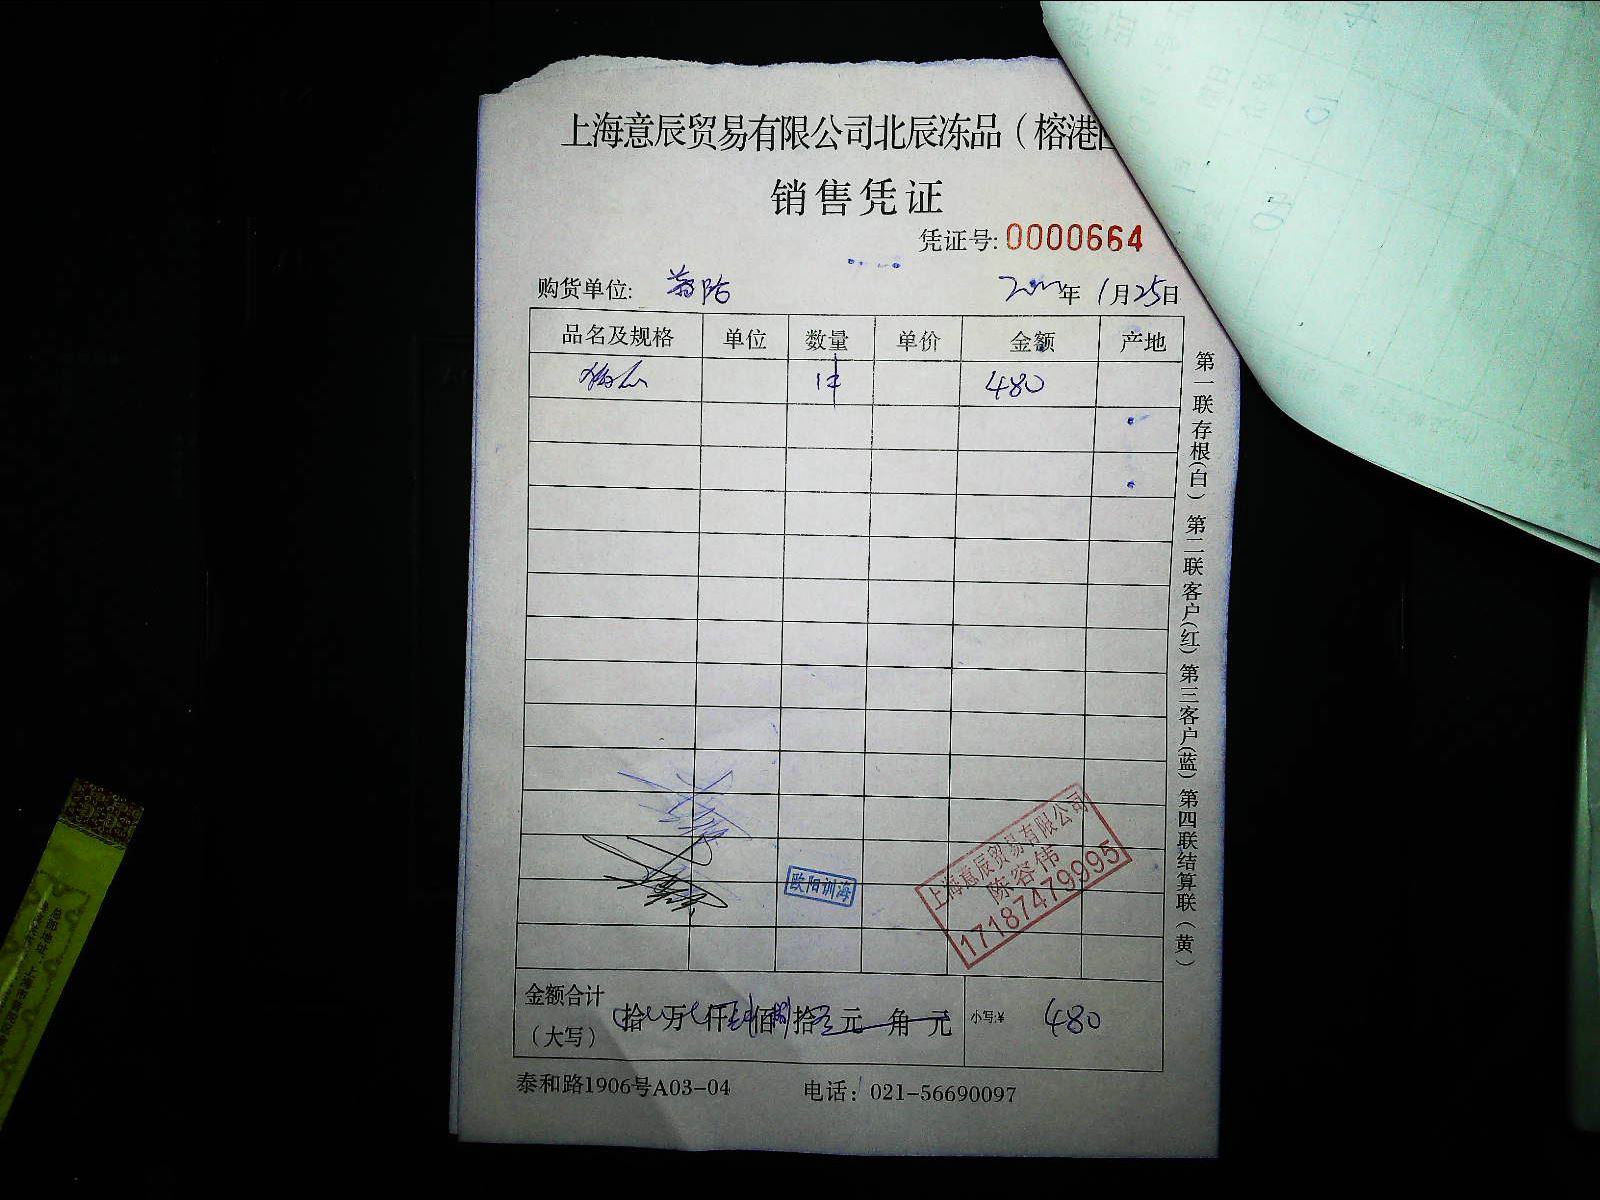 上海意辰贸易有限公司北辰冻品（榕港
销售凭证
凭证号: 0000664
购货单位:
年 1月25日
品名及规格 单位 数量 单价 金额 产地
1件 480
欧阳训海
上海意辰贸易有限公司
陈容伟
17187479995
金额合计
（大写） 拾 万 仟 佰 拾 元 角 元 小写:¥ 480
泰和路1906号A03-04 电话：021-56690097
第一联存根(白) 第二联客户(红) 第三客户(蓝) 第四联结算联(黄)